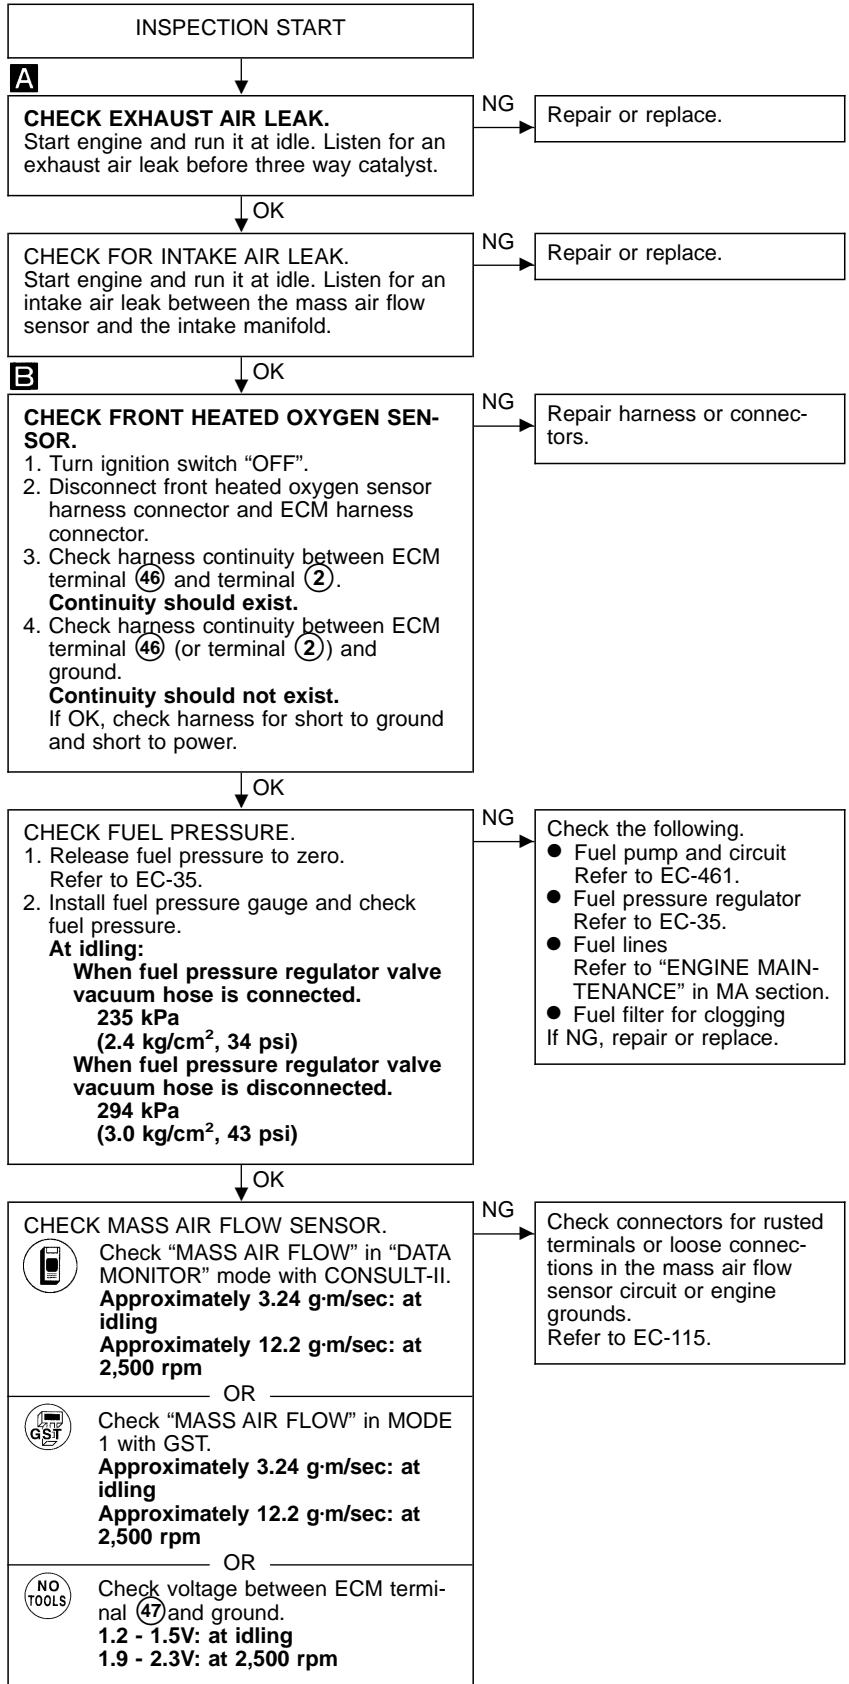 INSPECTION START
A
CHECK EXHAUST AIR LEAK.
Start engine and run it at idle. Listen for an
exhaust air leak before three way catalyst.
NG
Repair or replace.
OK
CHECK FOR INTAKE AIR LEAK.
Start engine and run it at idle. Listen for an
intake air leak between the mass air flow
sensor and the intake manifold.
NG
Repair or replace.
OK
B
CHECK FRONT HEATED OXYGEN SEN-
SOR.
1. Turn ignition switch “OFF”.
2. Disconnect front heated oxygen sensor
harness connector and ECM harness
connector.
3. Check harness continuity between ECM
terminal 46 and terminal 2.
Continuity should exist.
4. Check harness continuity between ECM
terminal 46 (or terminal 2) and
ground.
Continuity should not exist.
If OK, check harness for short to ground
and short to power.
NG
Repair harness or connec-
tors.
OK
CHECK FUEL PRESSURE.
1. Release fuel pressure to zero.
Refer to EC-35.
2. Install fuel pressure gauge and check
fuel pressure.
At idling:
When fuel pressure regulator valve
vacuum hose is connected.
235 kPa
(2.4 kg/cm², 34 psi)
When fuel pressure regulator valve
vacuum hose is disconnected.
294 kPa
(3.0 kg/cm², 43 psi)
NG
Check the following.
● Fuel pump and circuit
Refer to EC-461.
● Fuel pressure regulator
Refer to EC-35.
● Fuel lines
Refer to “ENGINE MAIN-
TENANCE” in MA section.
● Fuel filter for clogging
If NG, repair or replace.
OK
CHECK MASS AIR FLOW SENSOR.
Check “MASS AIR FLOW” in “DATA
MONITOR” mode with CONSULT-II.
Approximately 3.24 g·m/sec: at
idling
Approximately 12.2 g·m/sec: at
2,500 rpm
NG
Check connectors for rusted
terminals or loose connec-
tions in the mass air flow
sensor circuit or engine
grounds.
Refer to EC-115.
OR
GST
Check “MASS AIR FLOW” in MODE
1 with GST.
Approximately 3.24 g·m/sec: at
idling
Approximately 12.2 g·m/sec: at
2,500 rpm
OR
NO
TOOLS
Check voltage between ECM termi-
nal 47 and ground.
1.2 - 1.5V: at idling
1.9 - 2.3V: at 2,500 rpm